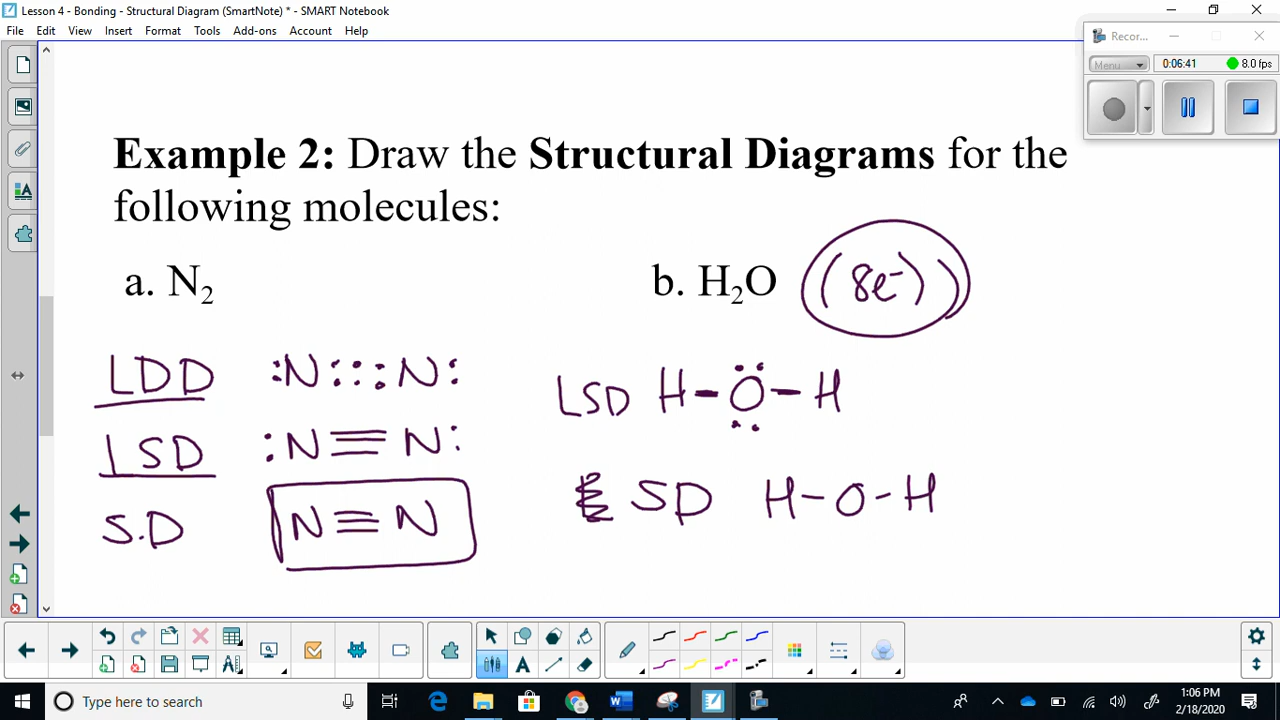 Lesson 4 - Bonding - Structural Diagram (SmartNote) * - SMART Notebook
File Edit View Insert Format Tools Add-ons Account Help
Recor...
Menu 0:06:41 8.0 fps
Example 2: Draw the Structural Diagrams for the
following molecules:
a. N₂
b. H₂O (8e⁻))
LDD :N:::N:
LSD :N≡N:
S.D N≡N
LSD H-Ö-H
SD H-O-H
Type here to search
1:06 PM
2/18/2020